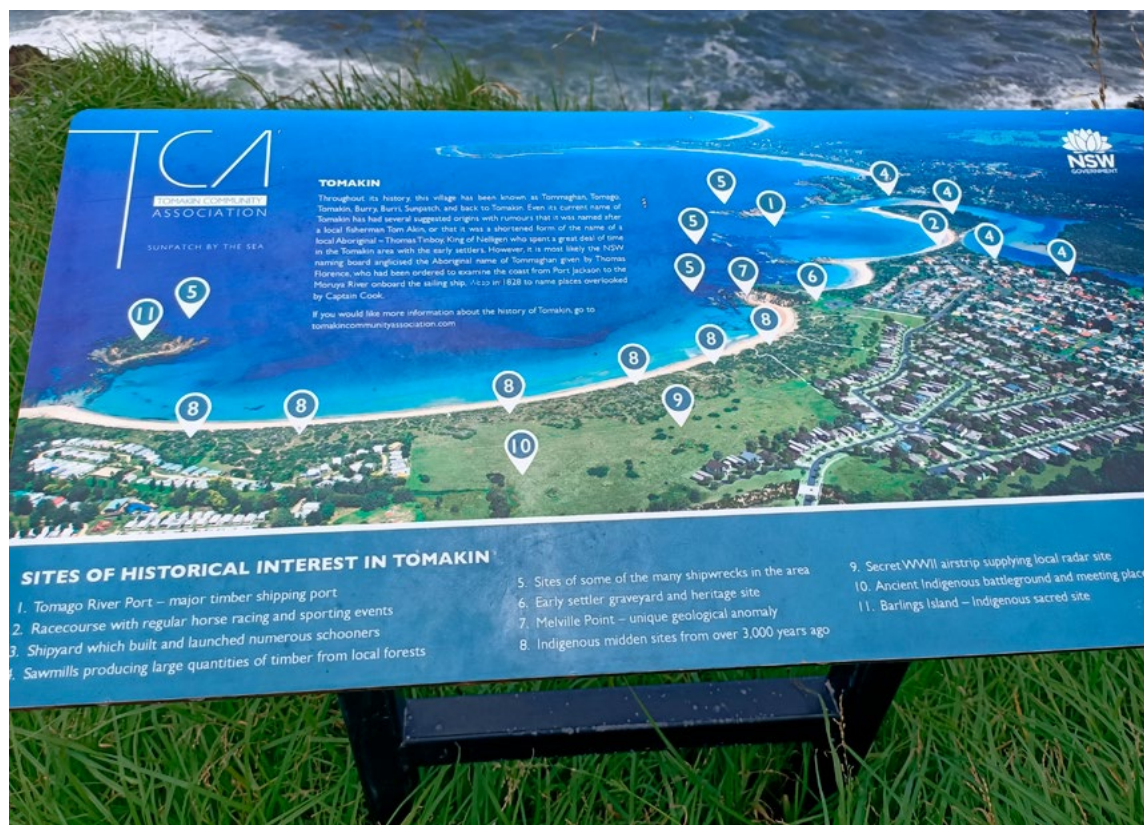 TCA
TOMAKIN COMMUNITY
ASSOCIATION
SUNPATCH BY THE SEA
TOMAKIN
Throughout its history, this village has been known as Tommaghan, Tomago,
Tomakin, Burry, Burri, Sunpatch, and back to Tomakin. Even its current name of
Tomakin has had several suggested origins with rumours that it was named after
a local fisherman Tom Akin, or that it was a shortened form of the name of a
local Aboriginal – Thomas Tinboy, King of Nelligen who spent a great deal of time
in the Tomakin area with the early settlers. However, it is most likely the NSW
naming board anglicised the Aboriginal name of Tommaghan given by Thomas
Florence, who had been ordered to examine the coast from Port Jackson to the
Moruya River onboard the sailing ship, in 1828 to name places overlooked
by Captain Cook.
If you would like more information about the history of Tomakin, go to
tomakincommunityassociation.com
NSW
GOVERNMENT
5
4
4
1
5
2
4
4
5
7
6
5
11
8
8
8
8
9
8
8
10
SITES OF HISTORICAL INTEREST IN TOMAKIN
1. Tomago River Port – major timber shipping port
2. Racecourse with regular horse racing and sporting events
3. Shipyard which built and launched numerous schooners
4. Sawmills producing large quantities of timber from local forests
5. Sites of some of the many shipwrecks in the area
6. Early settler graveyard and heritage site
7. Melville Point – unique geological anomaly
8. Indigenous midden sites from over 3,000 years ago
9. Secret WWII airstrip supplying local radar site
10. Ancient Indigenous battleground and meeting place
11. Barlings Island – Indigenous sacred site